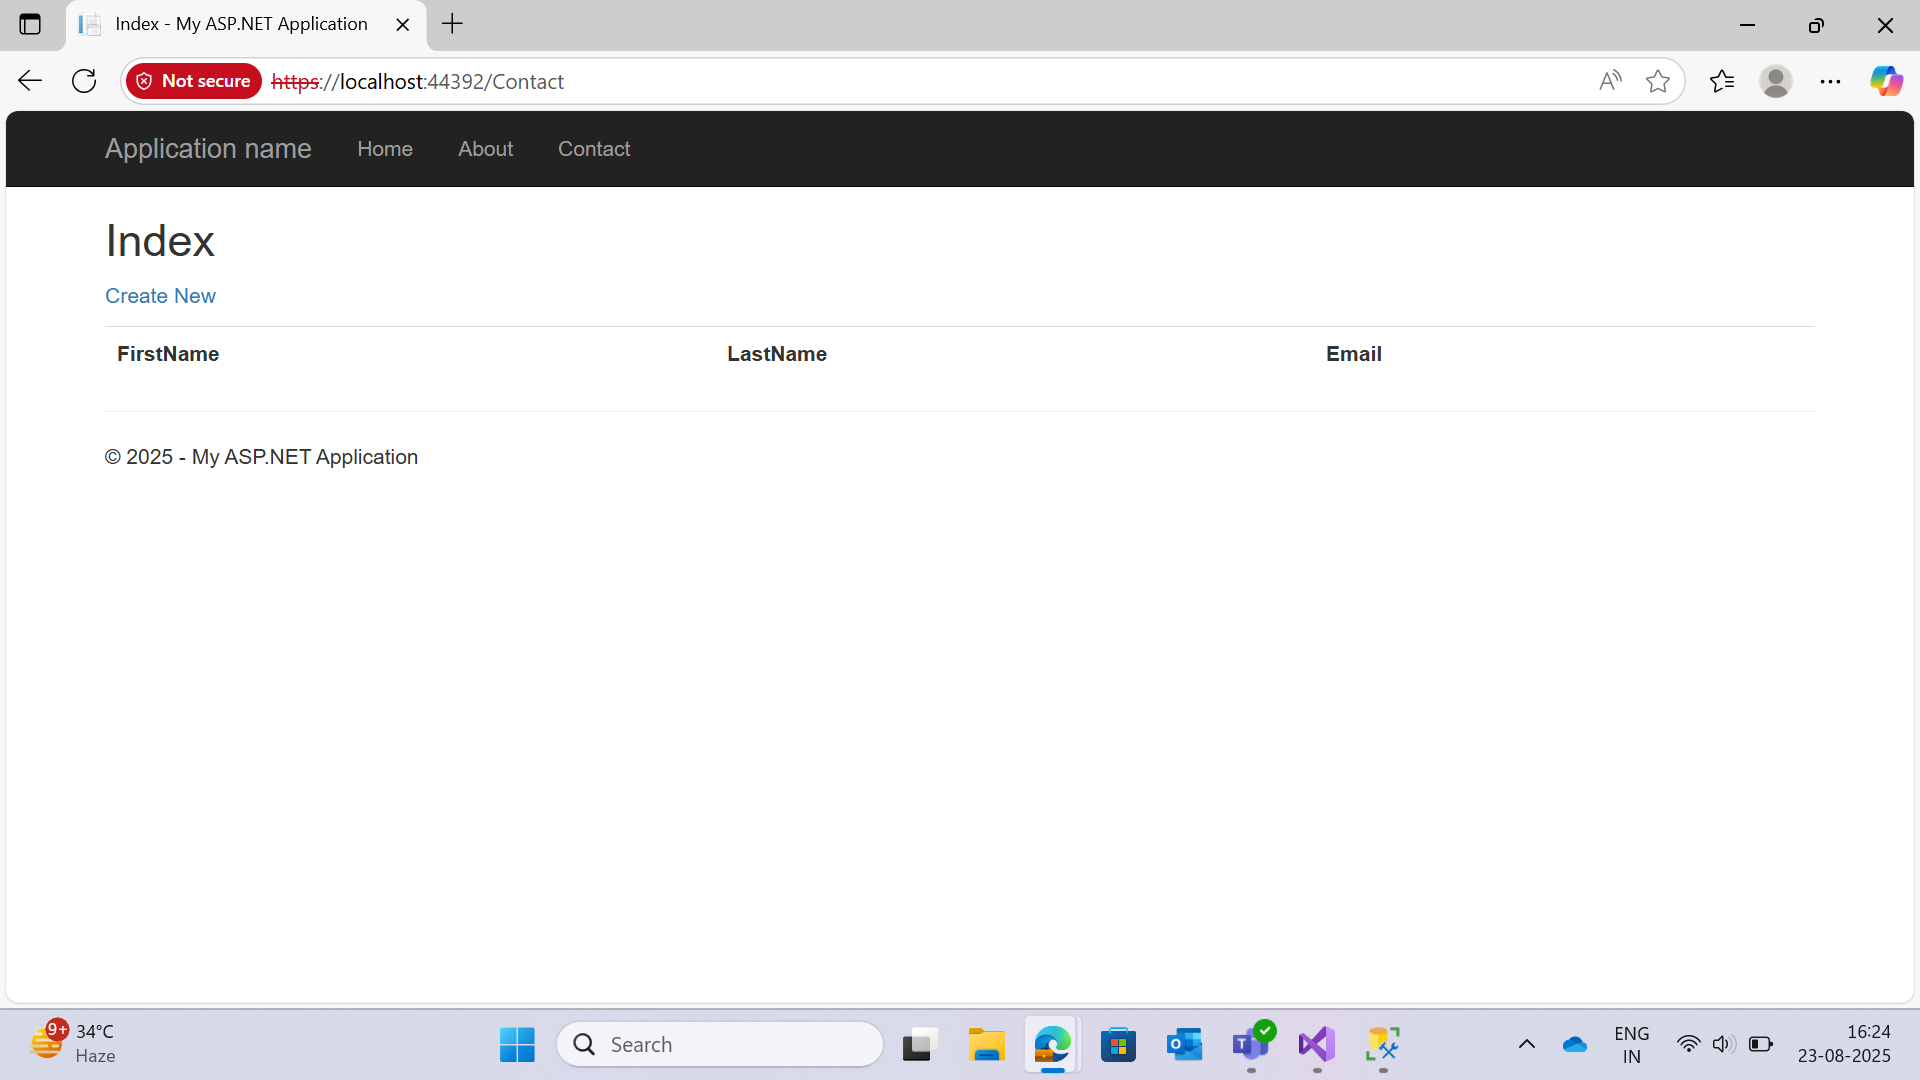 Index - My ASP.NET Application
Not secure https://localhost:44392/Contact
Application name Home About Contact
Index
Create New
FirstName LastName Email
© 2025 - My ASP.NET Application
9+ 34°C
Haze
Search
ENG
IN
16:24
23-08-2025